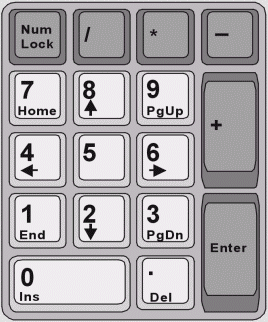 Num Lock / * −
7 Home 8 ↑ 9 PgUp
+
4 ← 5 6 →
1 End 2 ↓ 3 PgDn
Enter
0 Ins . Del